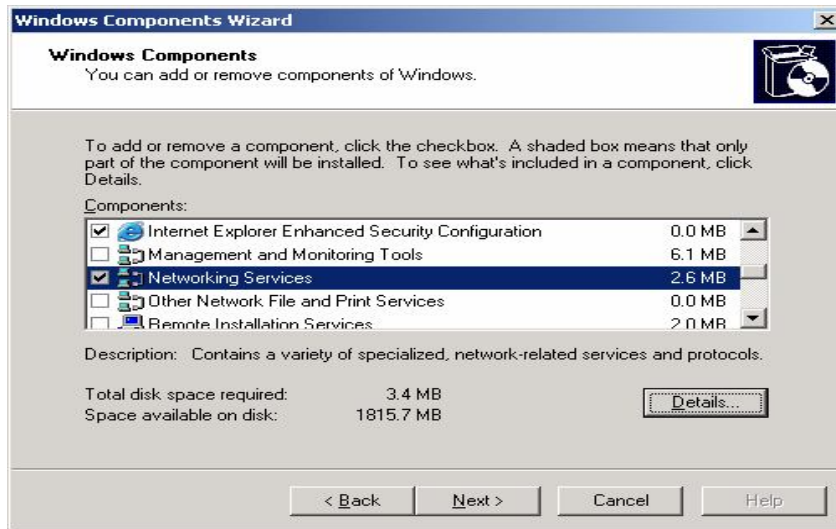 Windows Components Wizard
Windows Components
You can add or remove components of Windows.
To add or remove a component, click the checkbox. A shaded box means that only
part of the component will be installed. To see what's included in a component, click
Details.
Components:
Internet Explorer Enhanced Security Configuration 0.0 MB
Management and Monitoring Tools 6.1 MB
Networking Services 2.6 MB
Other Network File and Print Services 0.0 MB
Remote Installation Services 2.0 MB
Description: Contains a variety of specialized, network-related services and protocols.
Total disk space required: 3.4 MB
Space available on disk: 1815.7 MB
Details...
< Back Next > Cancel Help